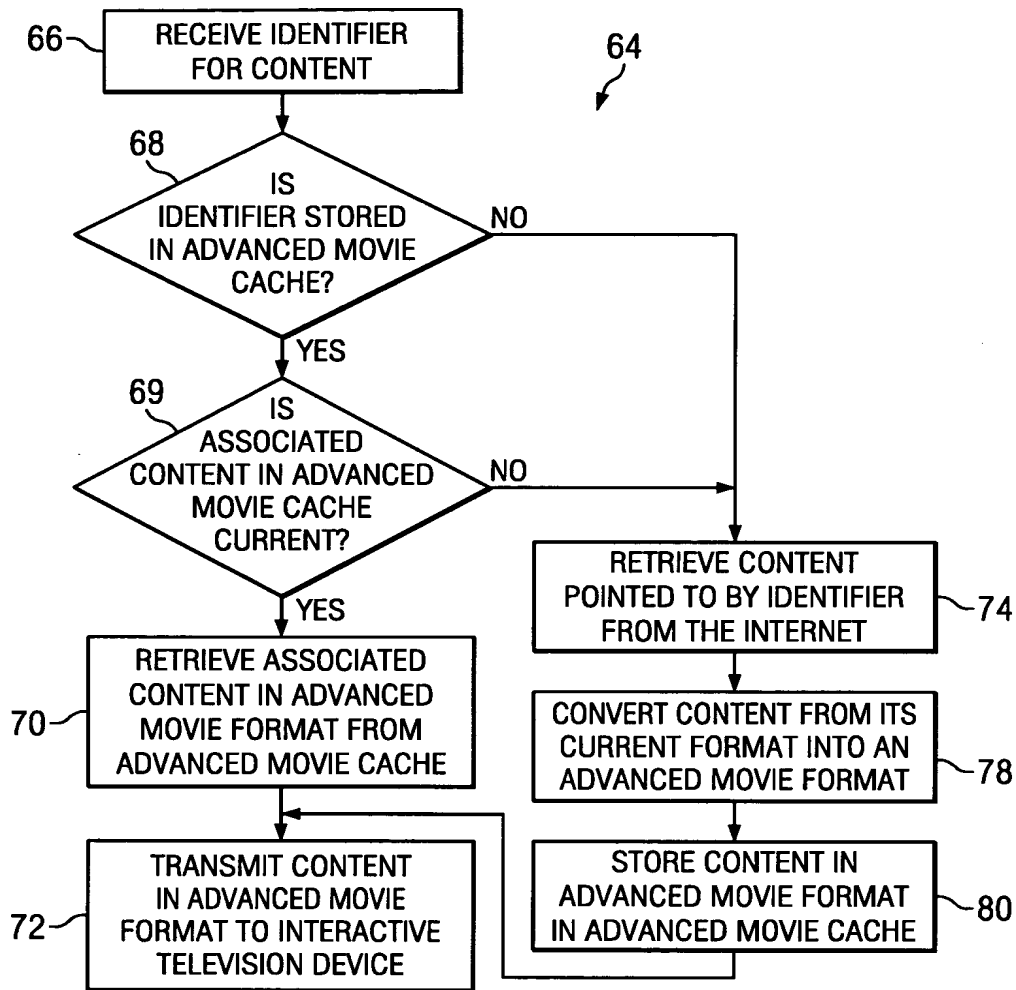 66
RECEIVE IDENTIFIER
FOR CONTENT
64
68
IS
IDENTIFIER STORED
IN ADVANCED MOVIE
CACHE?
NO
YES
69
IS
ASSOCIATED
CONTENT IN ADVANCED
MOVIE CACHE
CURRENT?
NO
YES
70
RETRIEVE ASSOCIATED
CONTENT IN ADVANCED
MOVIE FORMAT FROM
ADVANCED MOVIE CACHE
72
TRANSMIT CONTENT
IN ADVANCED MOVIE
FORMAT TO INTERACTIVE
TELEVISION DEVICE
RETRIEVE CONTENT
POINTED TO BY IDENTIFIER
FROM THE INTERNET
74
CONVERT CONTENT FROM ITS
CURRENT FORMAT INTO AN
ADVANCED MOVIE FORMAT
78
STORE CONTENT IN
ADVANCED MOVIE FORMAT
IN ADVANCED MOVIE CACHE
80